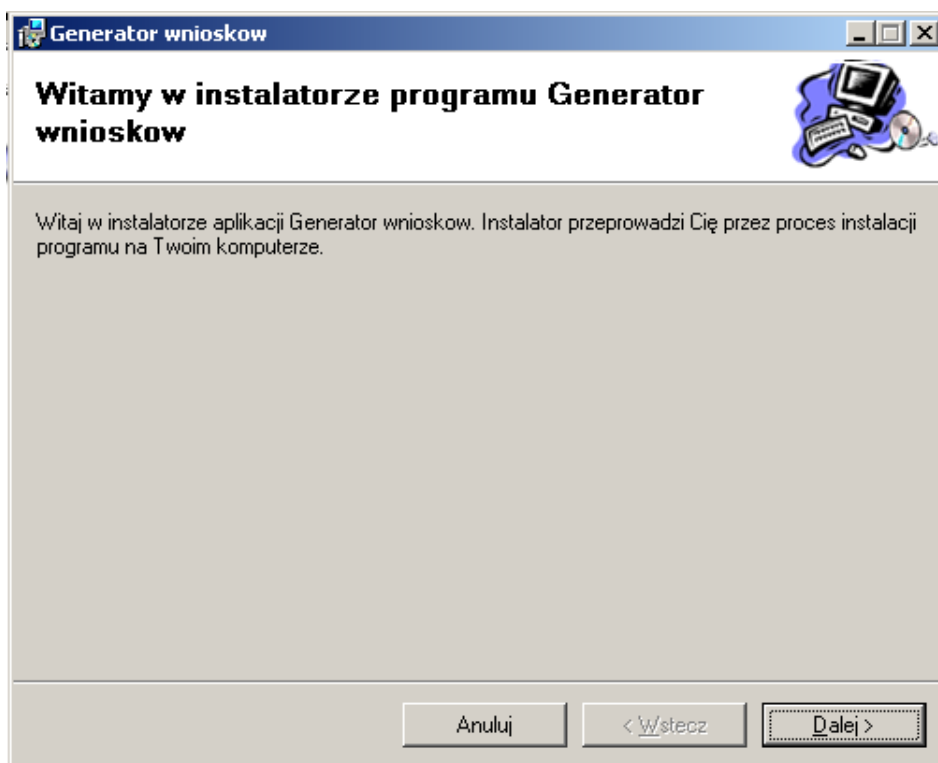 Generator wnioskow
Witamy w instalatorze programu Generator
wnioskow
Witaj w instalatorze aplikacji Generator wnioskow. Instalator przeprowadzi Cię przez proces instalacji
programu na Twoim komputerze.
Anuluj
< Wstecz
Dalej >